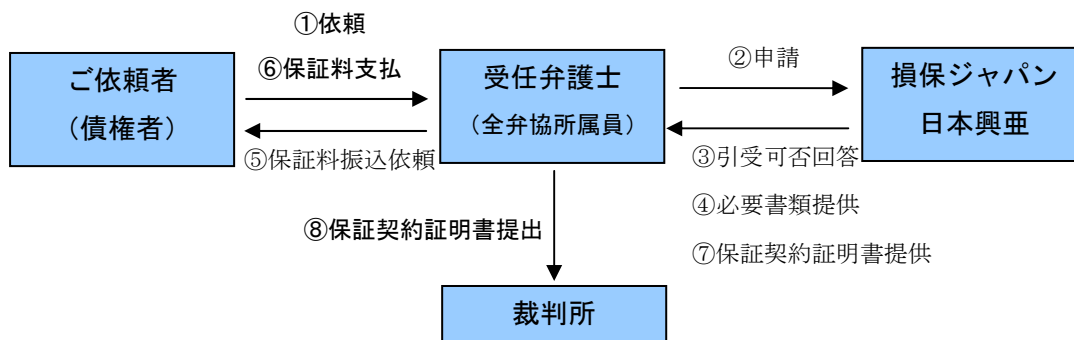 ①依頼
⑥保証料支払
ご依頼者
（債権者）
⑤保証料振込依頼
受任弁護士
（全弁協所属員）
②申請
損保ジャパン
日本興亜
③引受可否回答
④必要書類提供
⑦保証契約証明書提供
⑧保証契約証明書提出
裁判所